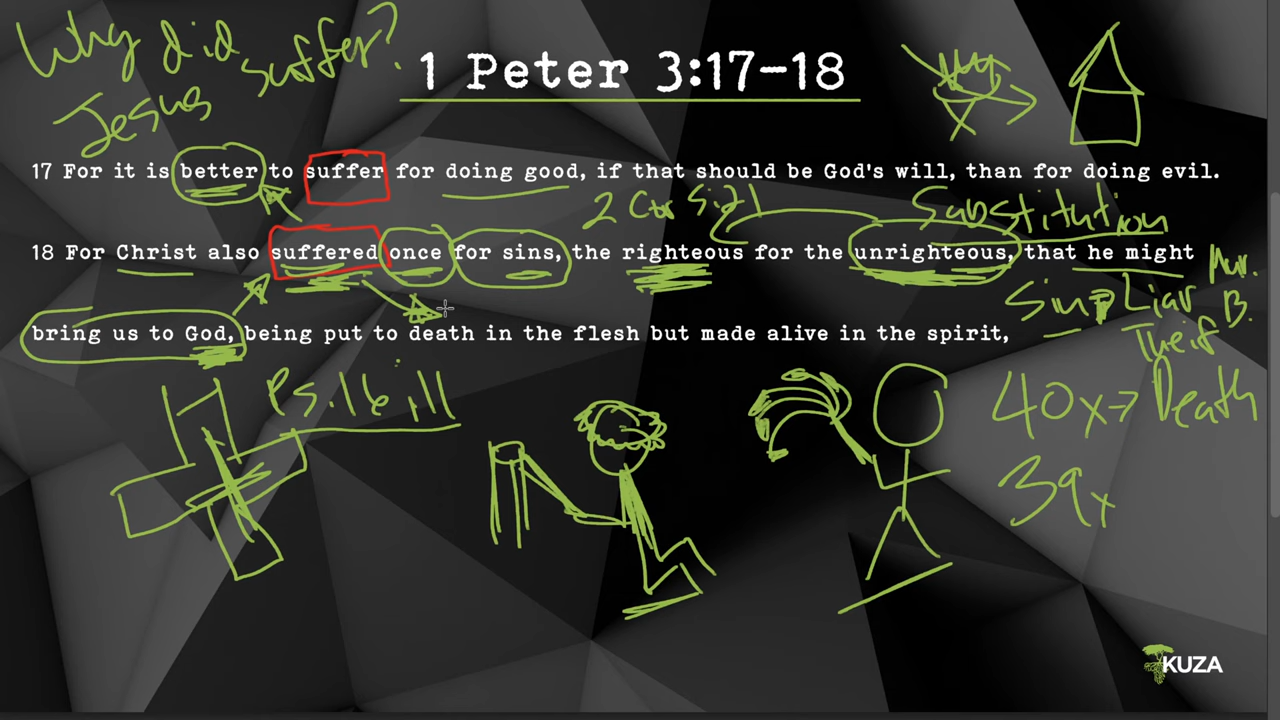 Why did
suffer?
Jesus
1 Peter 3:17-18
17 For it is better to suffer for doing good, if that should be God's will, than for doing evil.
2 Cor 5:21
Substitution
18 For Christ also suffered once for sins, the righteous for the unrighteous, that he might
Mur.
Sin Liar B.
bring us to God, being put to death in the flesh but made alive in the spirit,
Theif
Ps. 16:11
40x→Death
39x
KUZA